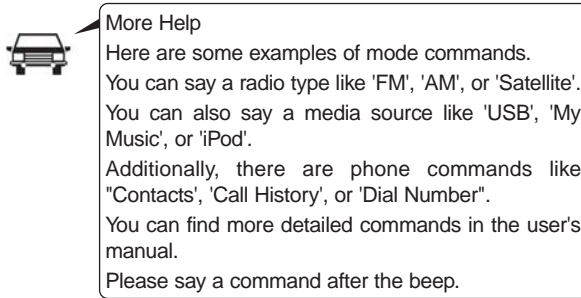 More Help
Here are some examples of mode commands.
You can say a radio type like 'FM', 'AM', or 'Satellite'.
You can also say a media source like 'USB', 'My
Music', or 'iPod'.
Additionally, there are phone commands like
"Contacts', 'Call History', or 'Dial Number".
You can find more detailed commands in the user's
manual.
Please say a command after the beep.